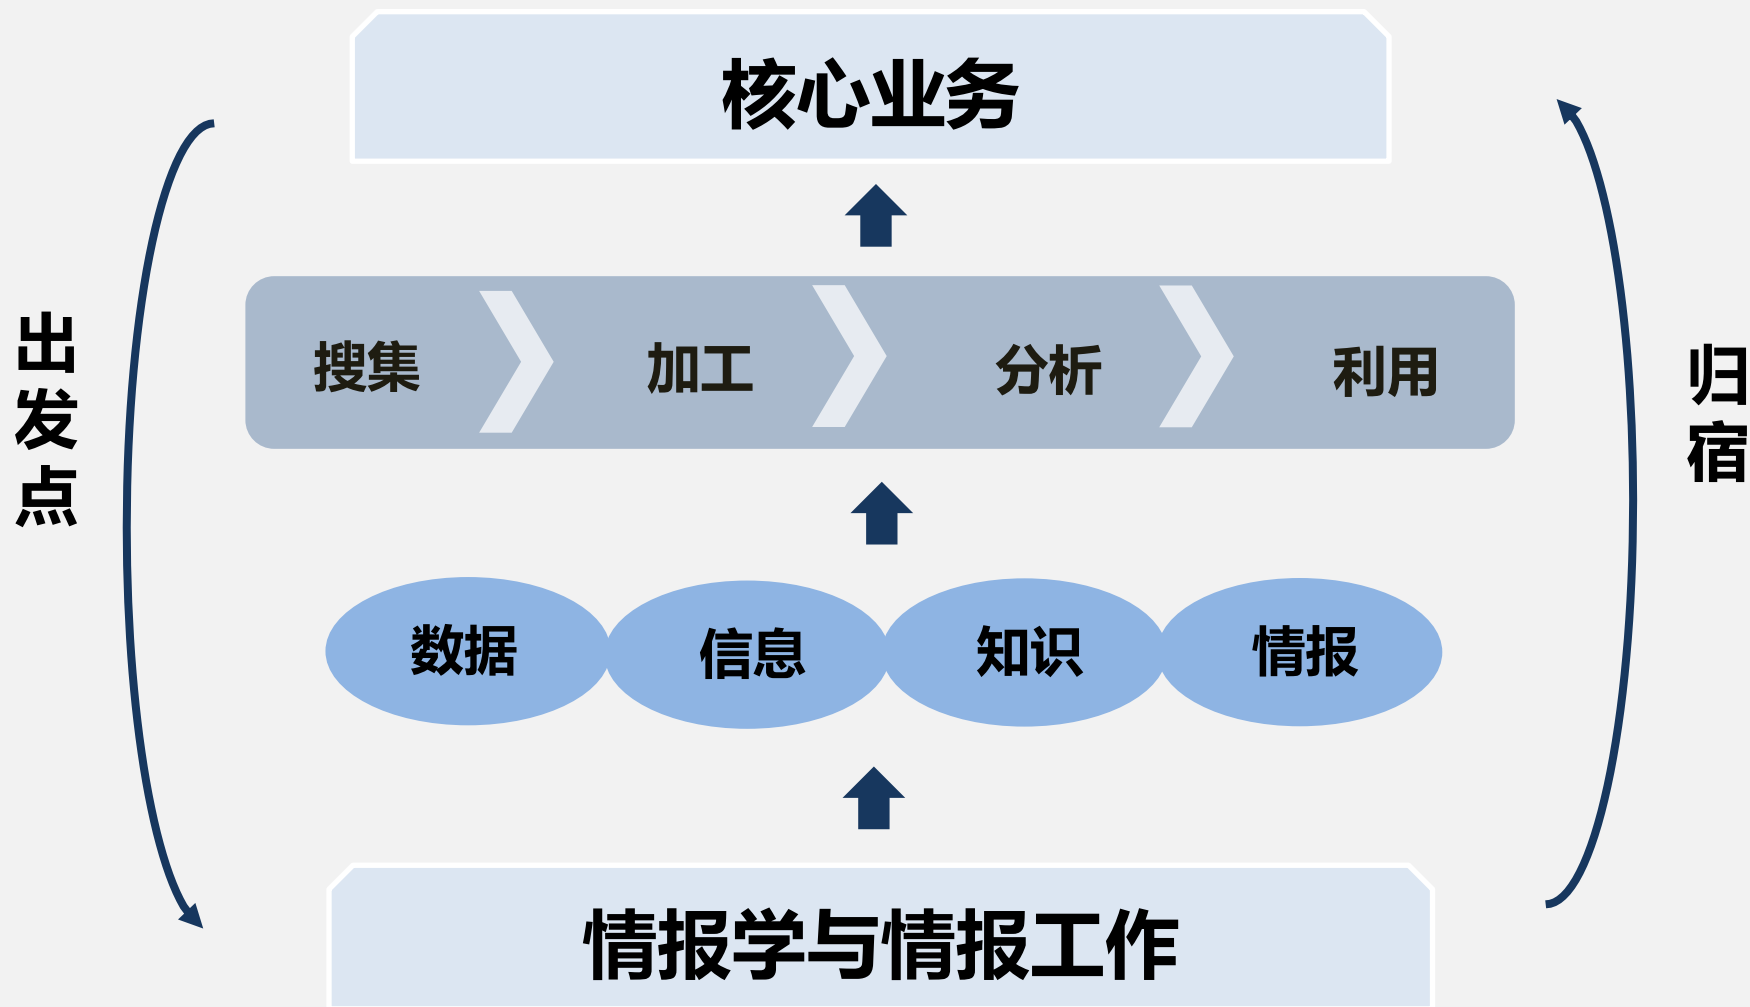 核心业务
出发点
搜集 加工 分析 利用
归宿
数据 信息 知识 情报
情报学与情报工作